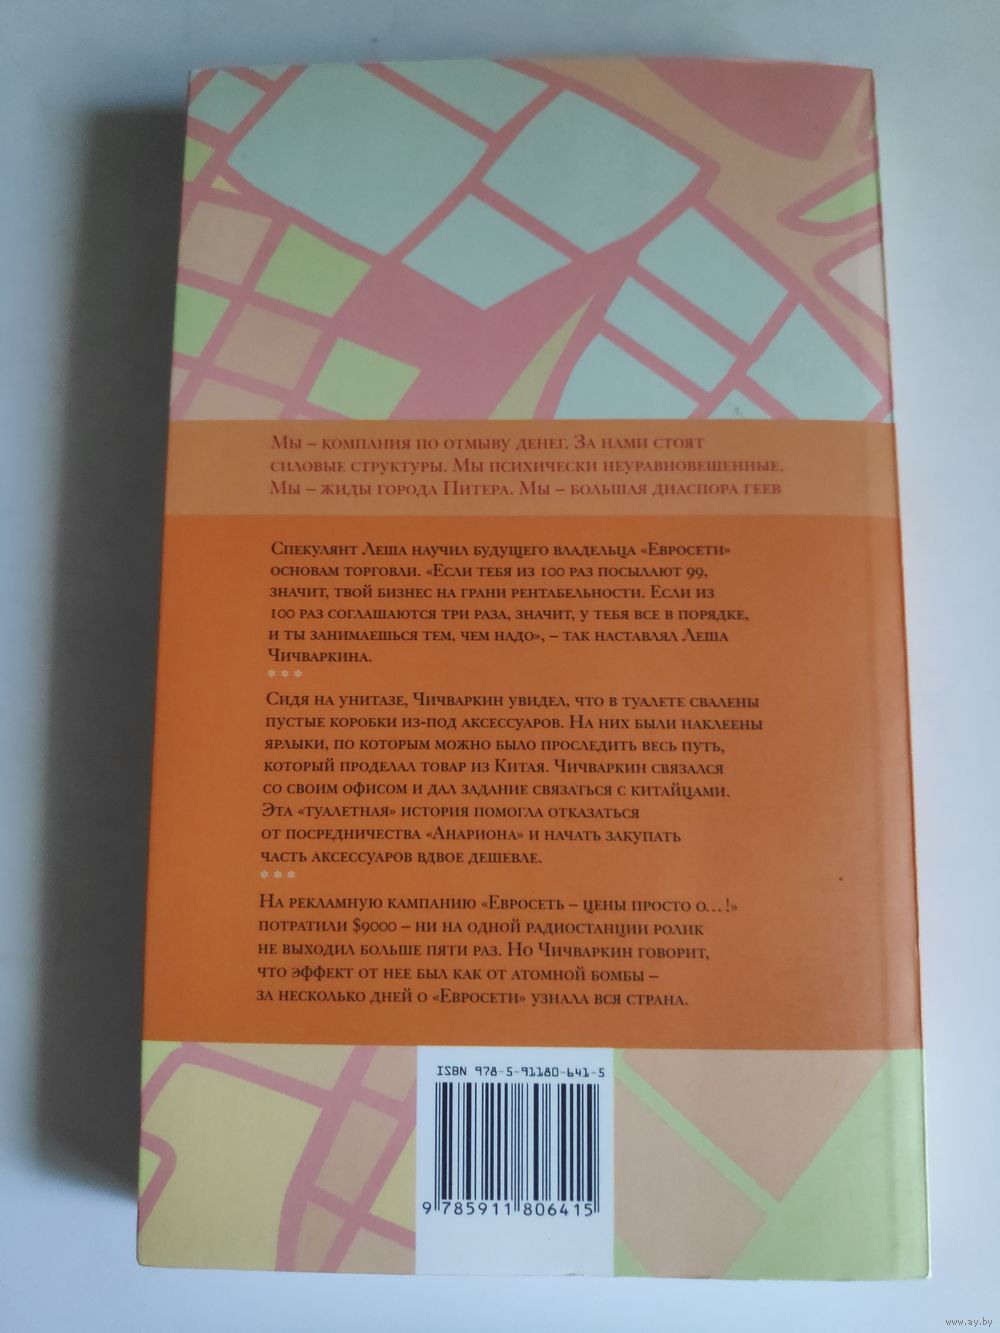 Мы – компания по отмыву денег. За нами стоят
силовые структуры. Мы психически неуравновешенные.
Мы – жиды города Питера. Мы – большая диаспора геев
Спекулянт Леша научил будущего владельца «Евросети»
основам торговли. «Если тебя из 100 раз посылают 99,
значит, твой бизнес на грани рентабельности. Если из
100 раз соглашаются три раза, значит, у тебя все в порядке,
и ты занимаешься тем, чем надо», – так наставлял Леша
Чичваркина.
* * *
Сидя на унитазе, Чичваркин увидел, что в туалете свалены
пустые коробки из-под аксессуаров. На них были наклеены
ярлыки, по которым можно было проследить весь путь,
который проделал товар из Китая. Чичваркин связался
со своим офисом и дал задание связаться с китайцами.
Эта «туалетная» история помогла отказаться
от посредничества «Анариона» и начать закупать
часть аксессуаров вдвое дешевле.
* * *
На рекламную кампанию «Евросеть – цены просто о...!»
потратили $9000 – ни на одной радиостанции ролик
не выходил больше пяти раз. Но Чичваркин говорит,
что эффект от нее был как от атомной бомбы –
за несколько дней о «Евросети» узнала вся страна.
ISBN 978-5-91180-641-5
9 785911 806415
www.ay.by